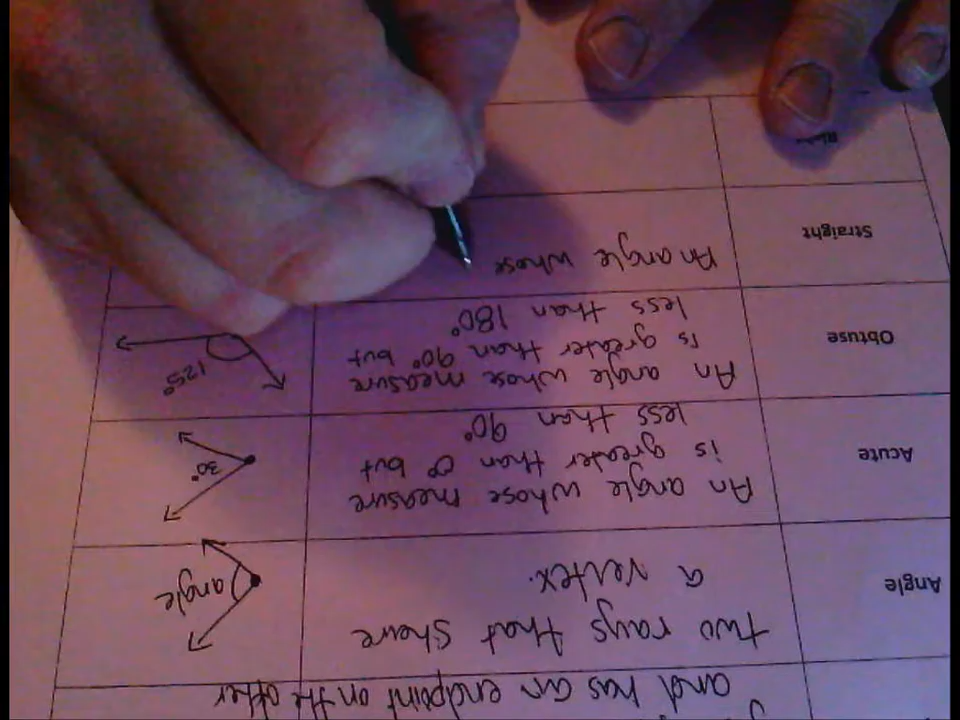 and has an endpoint on the other
Angle
two rays that share
a vertex.
angle
Acute
An angle whose measure
is greater than 0° but
less than 90°
30°
Obtuse
An angle whose measure
is greater than 90° but
less than 180°
125°
Straight
An angle whose